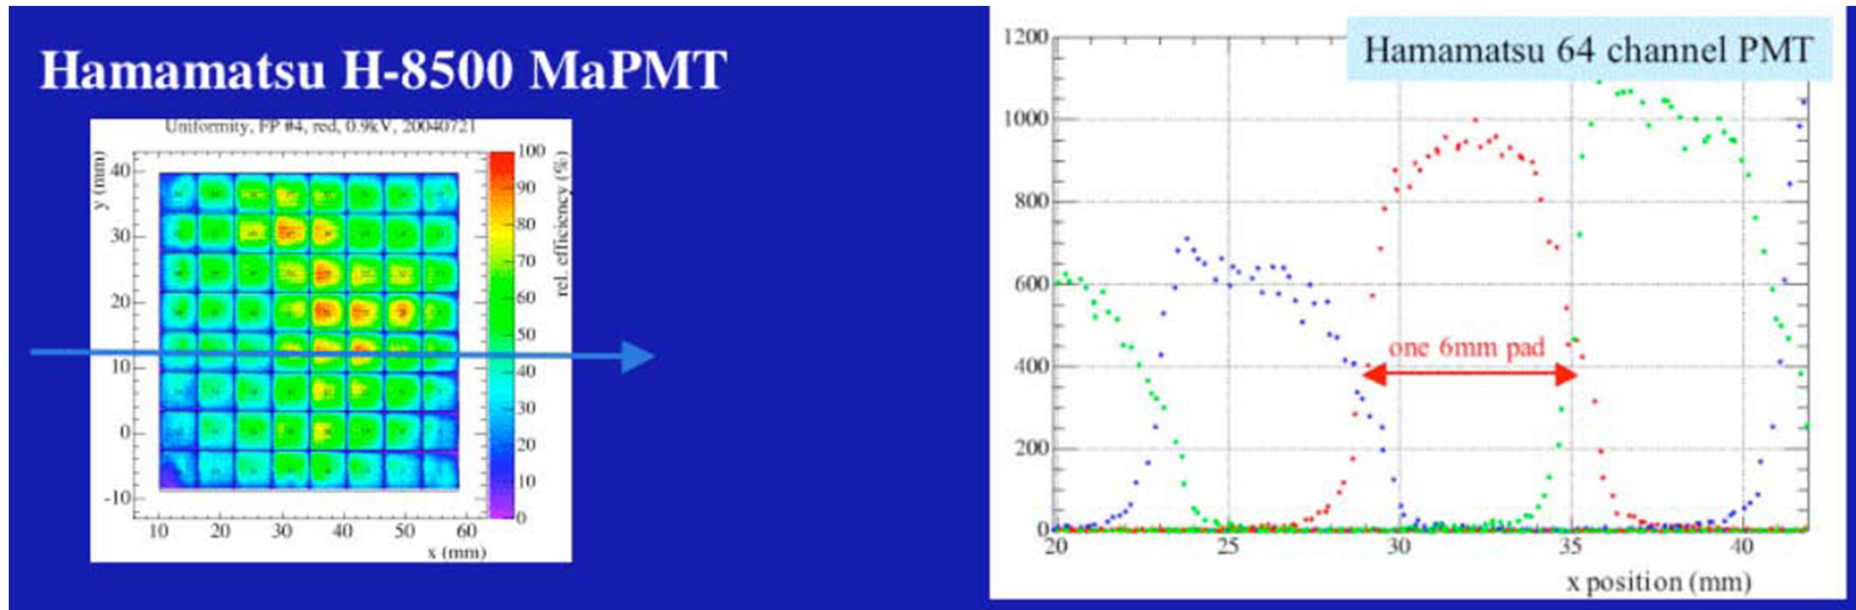 Hamamatsu H-8500 MaPMT
Uniformity, FP #4, red, 0.9kV, 20040721
y (mm)
40
30
20
10
0
-10
10 20 30 40 50 60
x (mm)
100
90
80
70
60
50
40
30
20
10
0
rel. efficiency (%)
Hamamatsu 64 channel PMT
1200
1000
800
600
400
200
0
one 6mm pad
20 25 30 35 40
x position (mm)